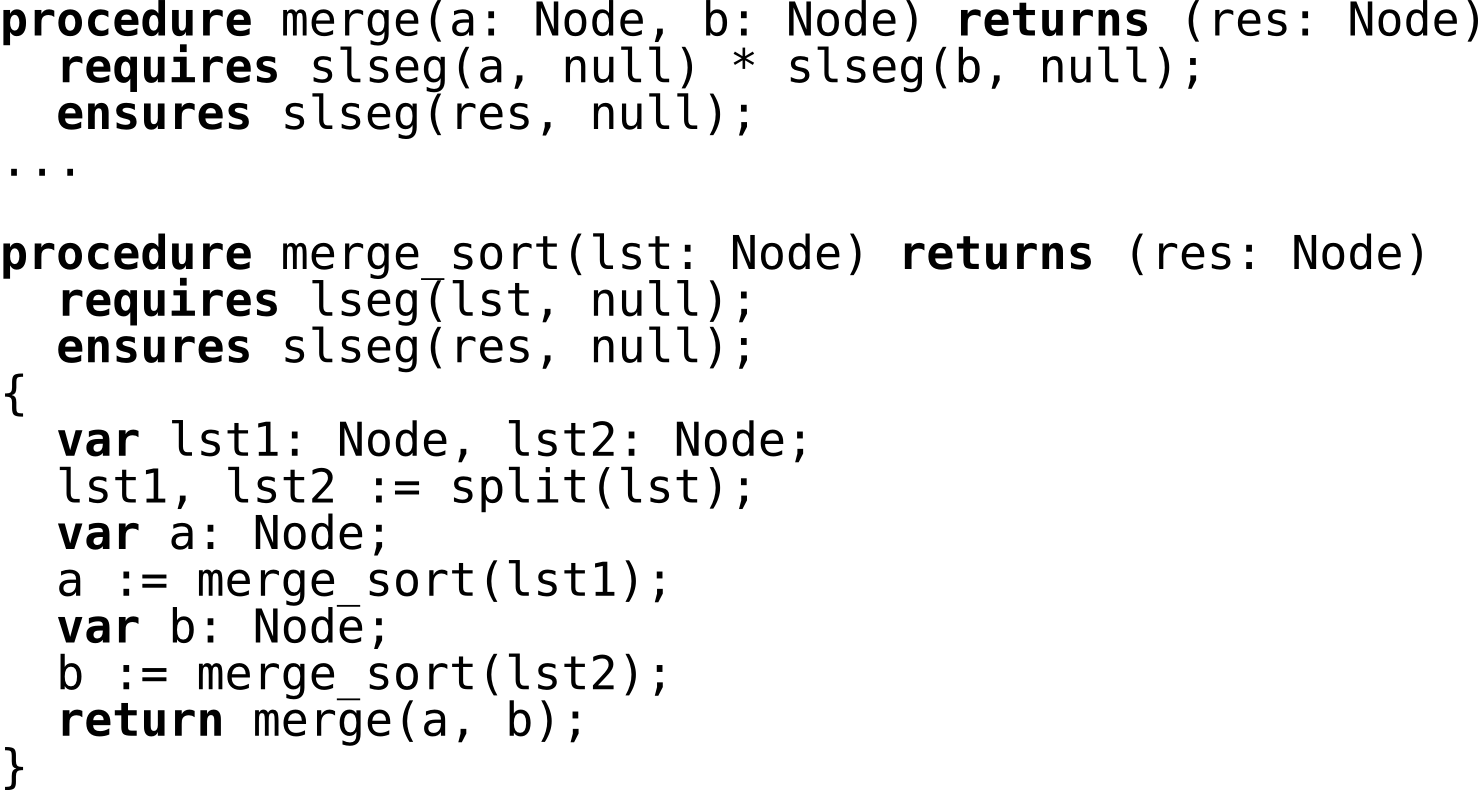 procedure merge(a: Node, b: Node) returns (res: Node)
  requires slseg(a, null) * slseg(b, null);
  ensures slseg(res, null);
...

procedure merge_sort(lst: Node) returns (res: Node)
  requires lseg(lst, null);
  ensures slseg(res, null);
{
  var lst1: Node, lst2: Node;
  lst1, lst2 := split(lst);
  var a: Node;
  a := merge_sort(lst1);
  var b: Node;
  b := merge_sort(lst2);
  return merge(a, b);
}